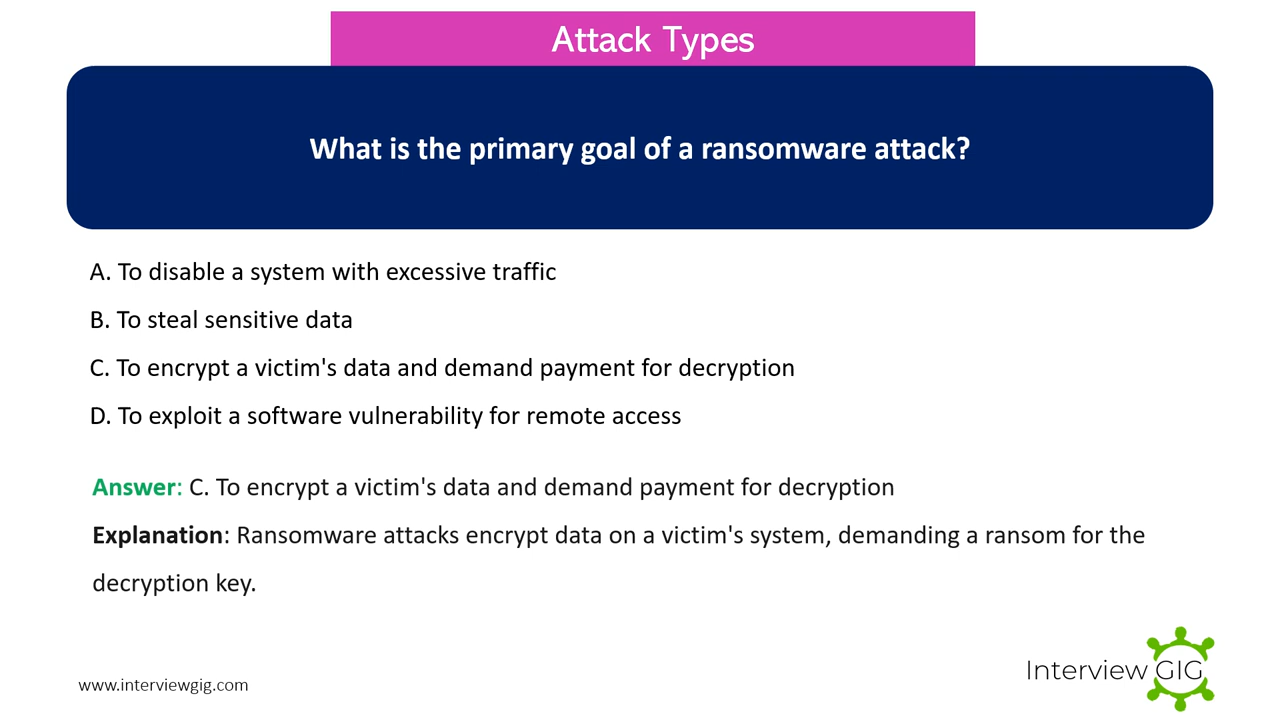 Attack Types
What is the primary goal of a ransomware attack?
A. To disable a system with excessive traffic
B. To steal sensitive data
C. To encrypt a victim's data and demand payment for decryption
D. To exploit a software vulnerability for remote access
Answer: C. To encrypt a victim's data and demand payment for decryption
Explanation: Ransomware attacks encrypt data on a victim's system, demanding a ransom for the
decryption key.
www.interviewgig.com
Interview GIG